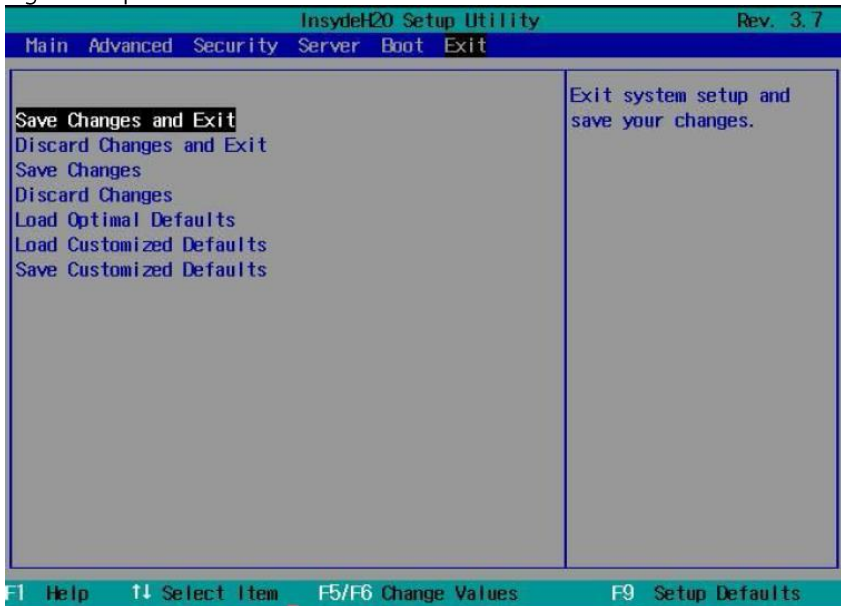 InsydeH2O Setup Utility Rev. 3.7
Main Advanced Security Server Boot Exit
Save Changes and Exit
Discard Changes and Exit
Save Changes
Discard Changes
Load Optimal Defaults
Load Customized Defaults
Save Customized Defaults
Exit system setup and
save your changes.
F1 Help ↑↓ Select Item F5/F6 Change Values F9 Setup Defaults